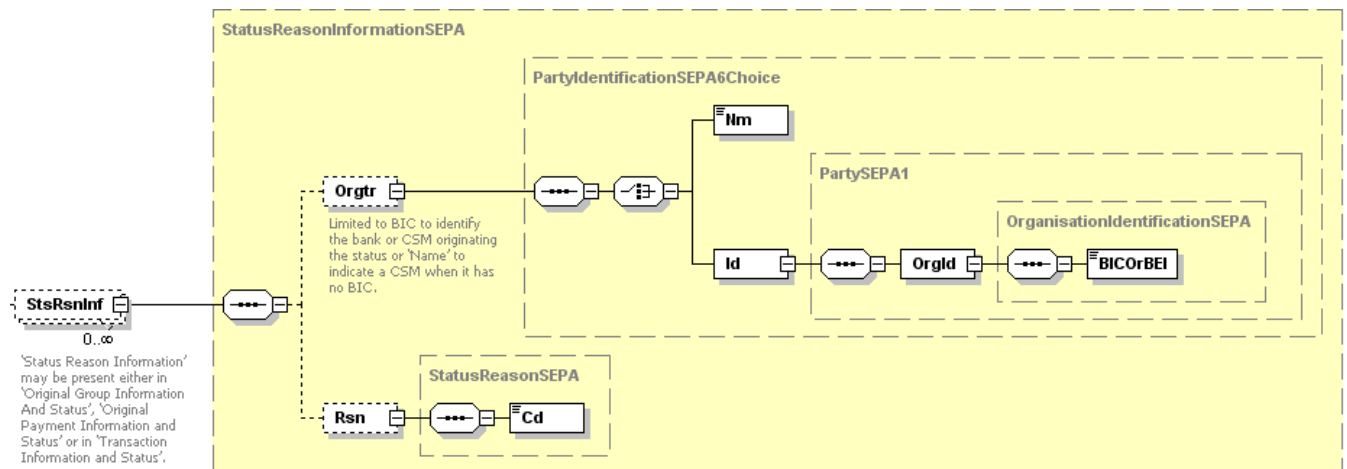 StatusReasonInformationSEPA
PartyIdentificationSEPA6Choice
Nm
PartySEPA1
Orgtr
Limited to BIC to identify
the bank or CSM originating
the status or 'Name' to
indicate a CSM when it has
no BIC.
OrganisationIdentificationSEPA
Id
OrgId
BICOrBEI
StsRsnInf
0..∞
'Status Reason Information'
may be present either in
'Original Group Information
And Status', 'Original
Payment Information and
Status' or in 'Transaction
Information and Status'.
StatusReasonSEPA
Rsn
Cd